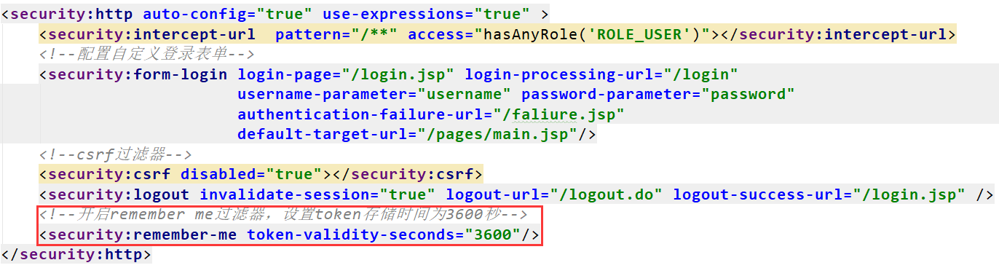 <security:http auto-config="true" use-expressions="true" >
<security:intercept-url  pattern="/**" access="hasAnyRole('ROLE_USER')"></security:intercept-url>
<!--配置自定义登录表单-->
<security:form-login login-page="/login.jsp" login-processing-url="/login"
username-parameter="username" password-parameter="password"
authentication-failure-url="/faliure.jsp"
default-target-url="/pages/main.jsp"/>
<!--csrf过滤器-->
<security:csrf disabled="true"></security:csrf>
<security:logout invalidate-session="true" logout-url="/logout.do" logout-success-url="/login.jsp" />
<!--开启remember me过滤器，设置token存储时间为3600秒-->
<security:remember-me token-validity-seconds="3600"/>
</security:http>